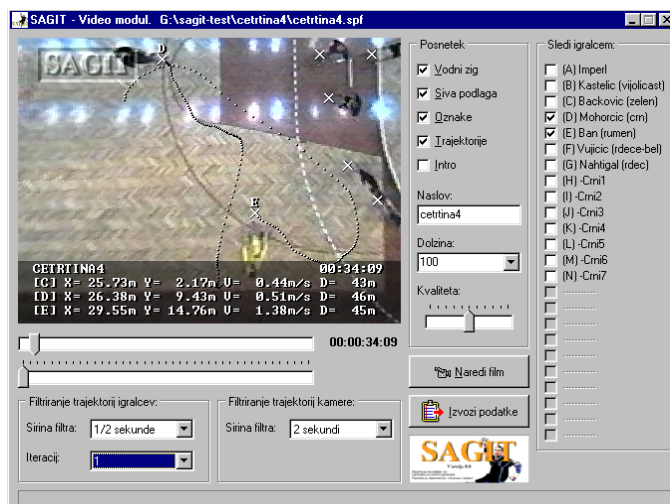 SAGIT - Video modul. G:\sagit-test\cetrtina4\cetrtina4.spf
SAGIT
D
E
CETRTINA4 00:34:09
[C] X= 25.73m Y= 2.17m V= 0.44m/s D= 43m
[D] X= 26.38m Y= 9.43m V= 0.51m/s D= 46m
[E] X= 29.55m Y= 14.76m V= 1.38m/s D= 45m
00:00:34:09
Filtriranje trajektorij igralcev:
Sirina filtra: 1/2 sekunde
Iteracij: 1
Filtriranje trajektorij kamere:
Sirina filtra: 2 sekundi
Posnetek
Vodni zig
Siva podlaga
Oznake
Trajektorije
Intro
Naslov:
cetrtina4
Dolzina:
100
Kvaliteta:
Naredi film
Izvozi podatke
SAGIT
Sledi igralcem:
(A) Imperl
(B) Kastelic (vijolicast)
(C) Backovic (zelen)
(D) Mohorcic (crn)
(E) Ban (rumen)
(F) Vujicic (rdece-bel)
(G) Nahtigal (rdec)
(H) -Crni1
(I) -Crni2
(J) -Crni3
(K) -Crni4
(L) -Crni5
(M) -Crni6
(N) -Crni7